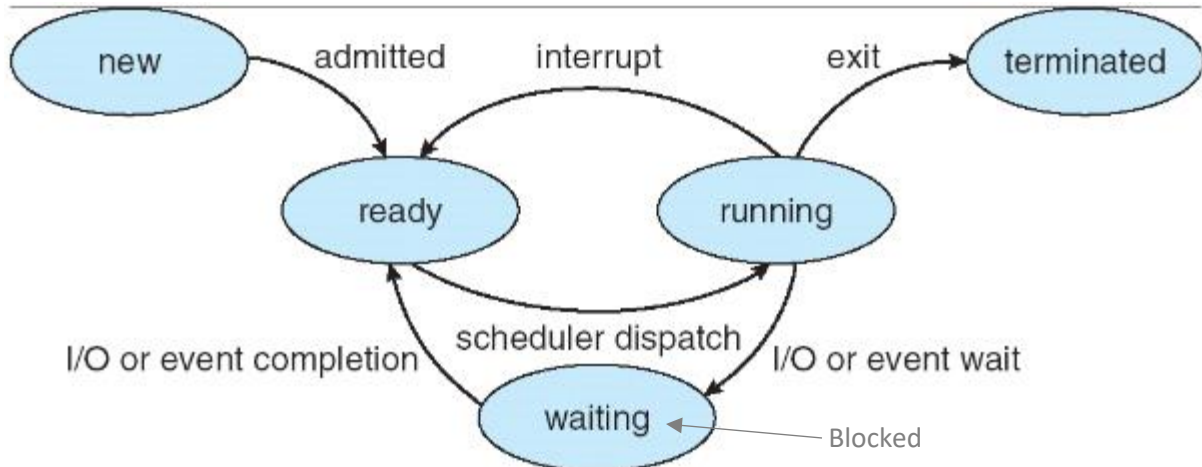 new
admitted
interrupt
exit
terminated
ready
running
I/O or event completion
scheduler dispatch
I/O or event wait
waiting
Blocked